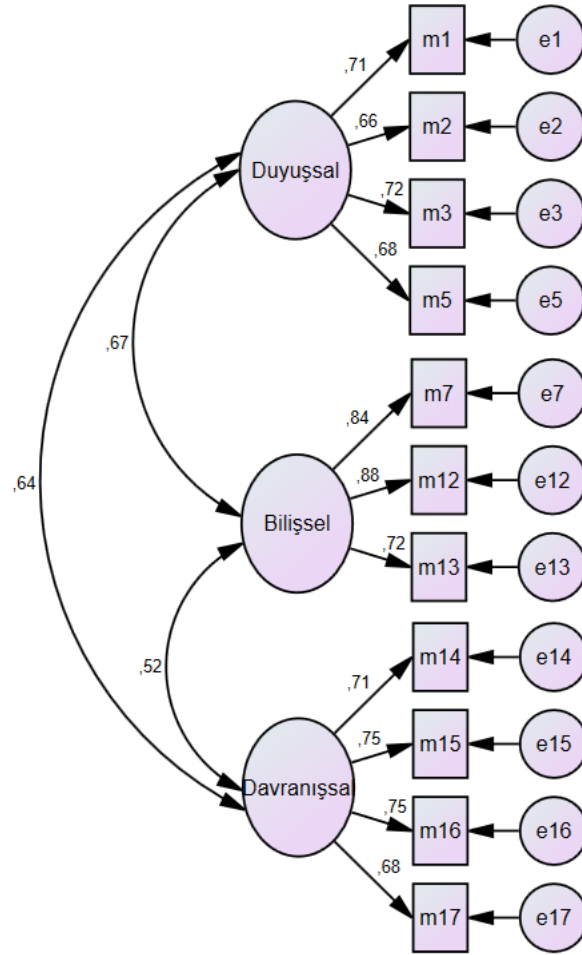 m1
e1
,71
m2
e2
,66
Duyuşsal
,72
m3
e3
,68
m5
e5
,67
m7
e7
,84
,64
,88
m12
e12
Bilişsel
,72
m13
e13
,52
m14
e14
,71
,75
m15
e15
Davranışsal
,75
m16
e16
,68
m17
e17